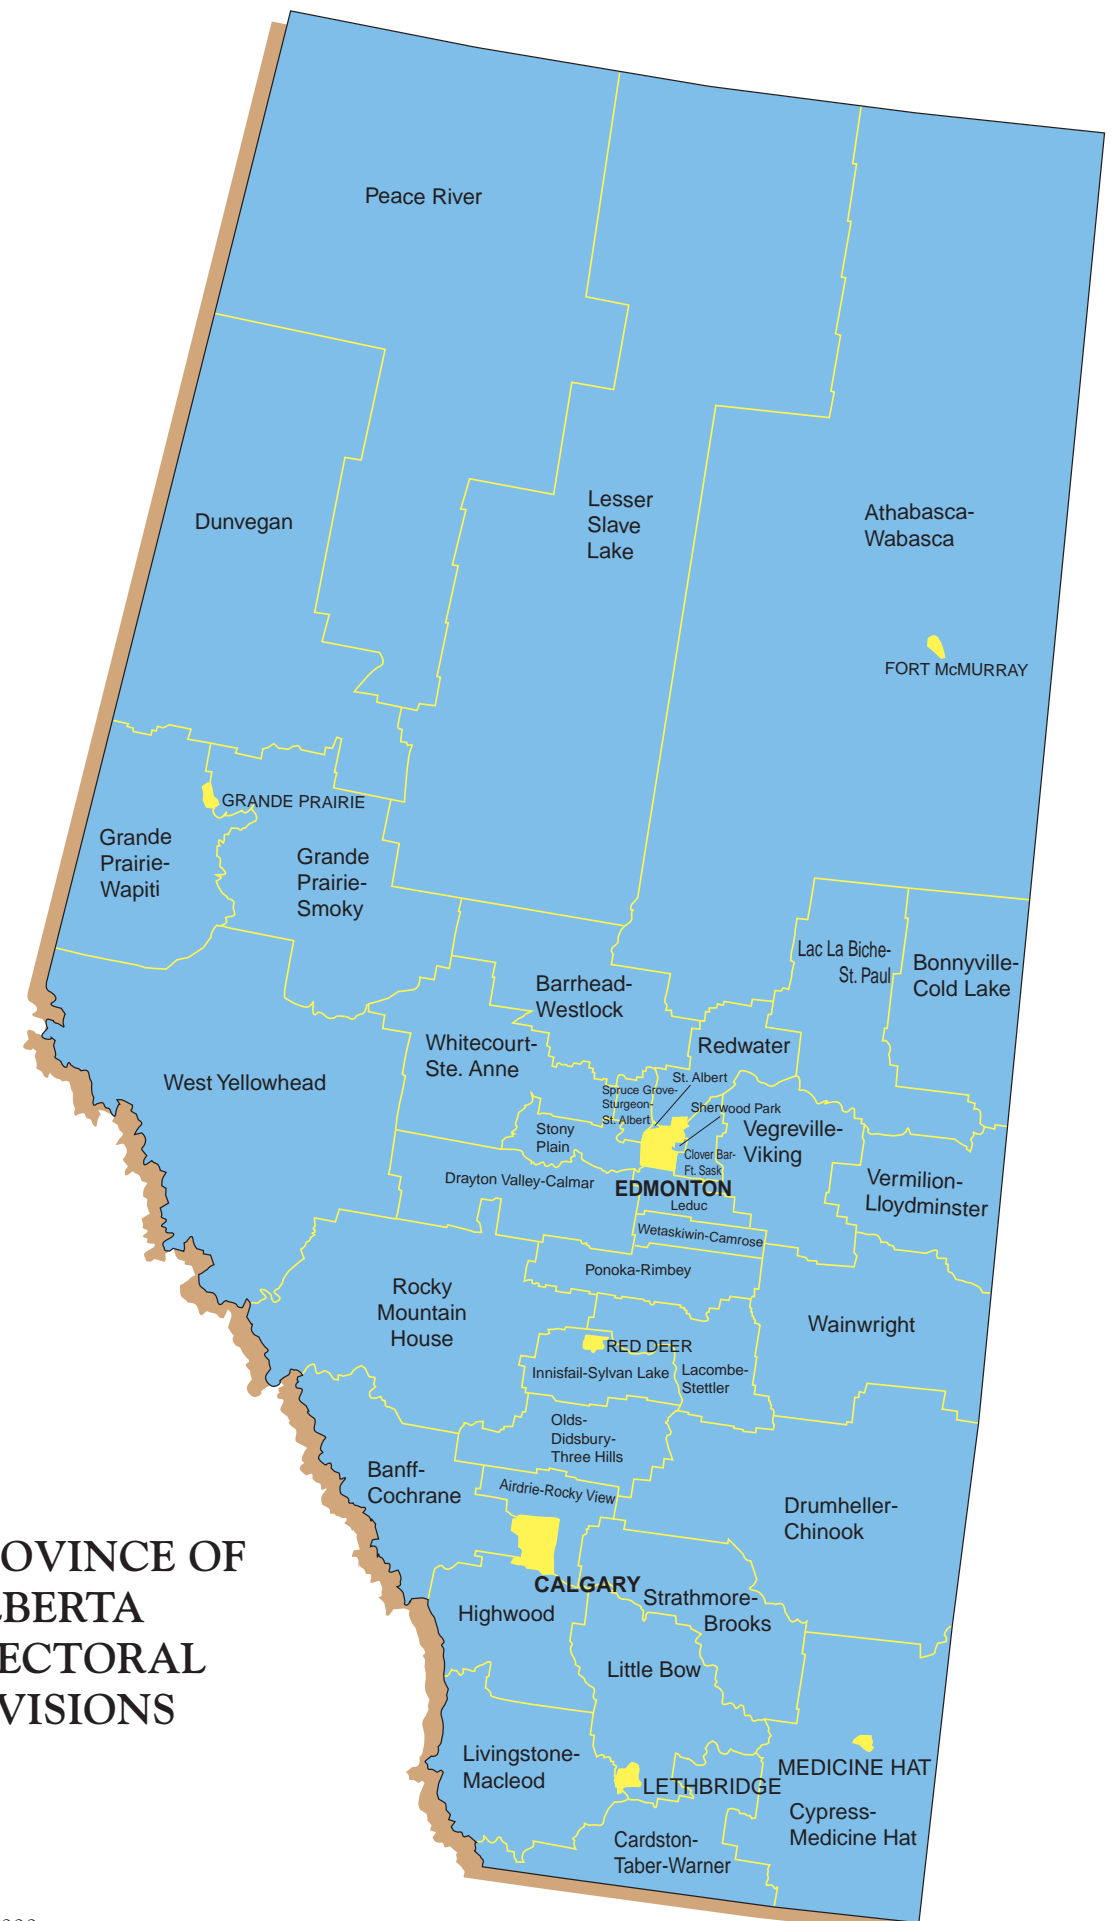 Peace River
Dunvegan
Lesser
Slave
Lake
Athabasca-
Wabasca
FORT McMURRAY
GRANDE PRAIRIE
Grande
Prairie-
Wapiti
Grande
Prairie-
Smoky
Lac La Biche-
St. Paul
Bonnyville-
Cold Lake
Barrhead-
Westlock
Whitecourt-
Ste. Anne
Redwater
West Yellowhead
St. Albert
Spruce Grove-
Sturgeon-
St. Albert
Sherwood Park
Stony
Plain
Vegreville-
Viking
Clover Bar-
Ft. Sask
Drayton Valley-Calmar
EDMONTON
Leduc
Vermilion-
Lloydminster
Wetaskiwin-Camrose
Ponoka-Rimbey
Rocky
Mountain
House
Wainwright
RED DEER
Innisfail-Sylvan Lake
Lacombe-
Stettler
Olds-
Didsbury-
Three Hills
Banff-
Cochrane
Airdrie-Rocky View
Drumheller-
Chinook
CALGARY
Highwood
Strathmore-
Brooks
Little Bow
Livingstone-
Macleod
LETHBRIDGE
MEDICINE HAT
Cypress-
Medicine Hat
Cardston-
Taber-Warner
OVINCE OF
BERTA
ECTORAL
VISIONS